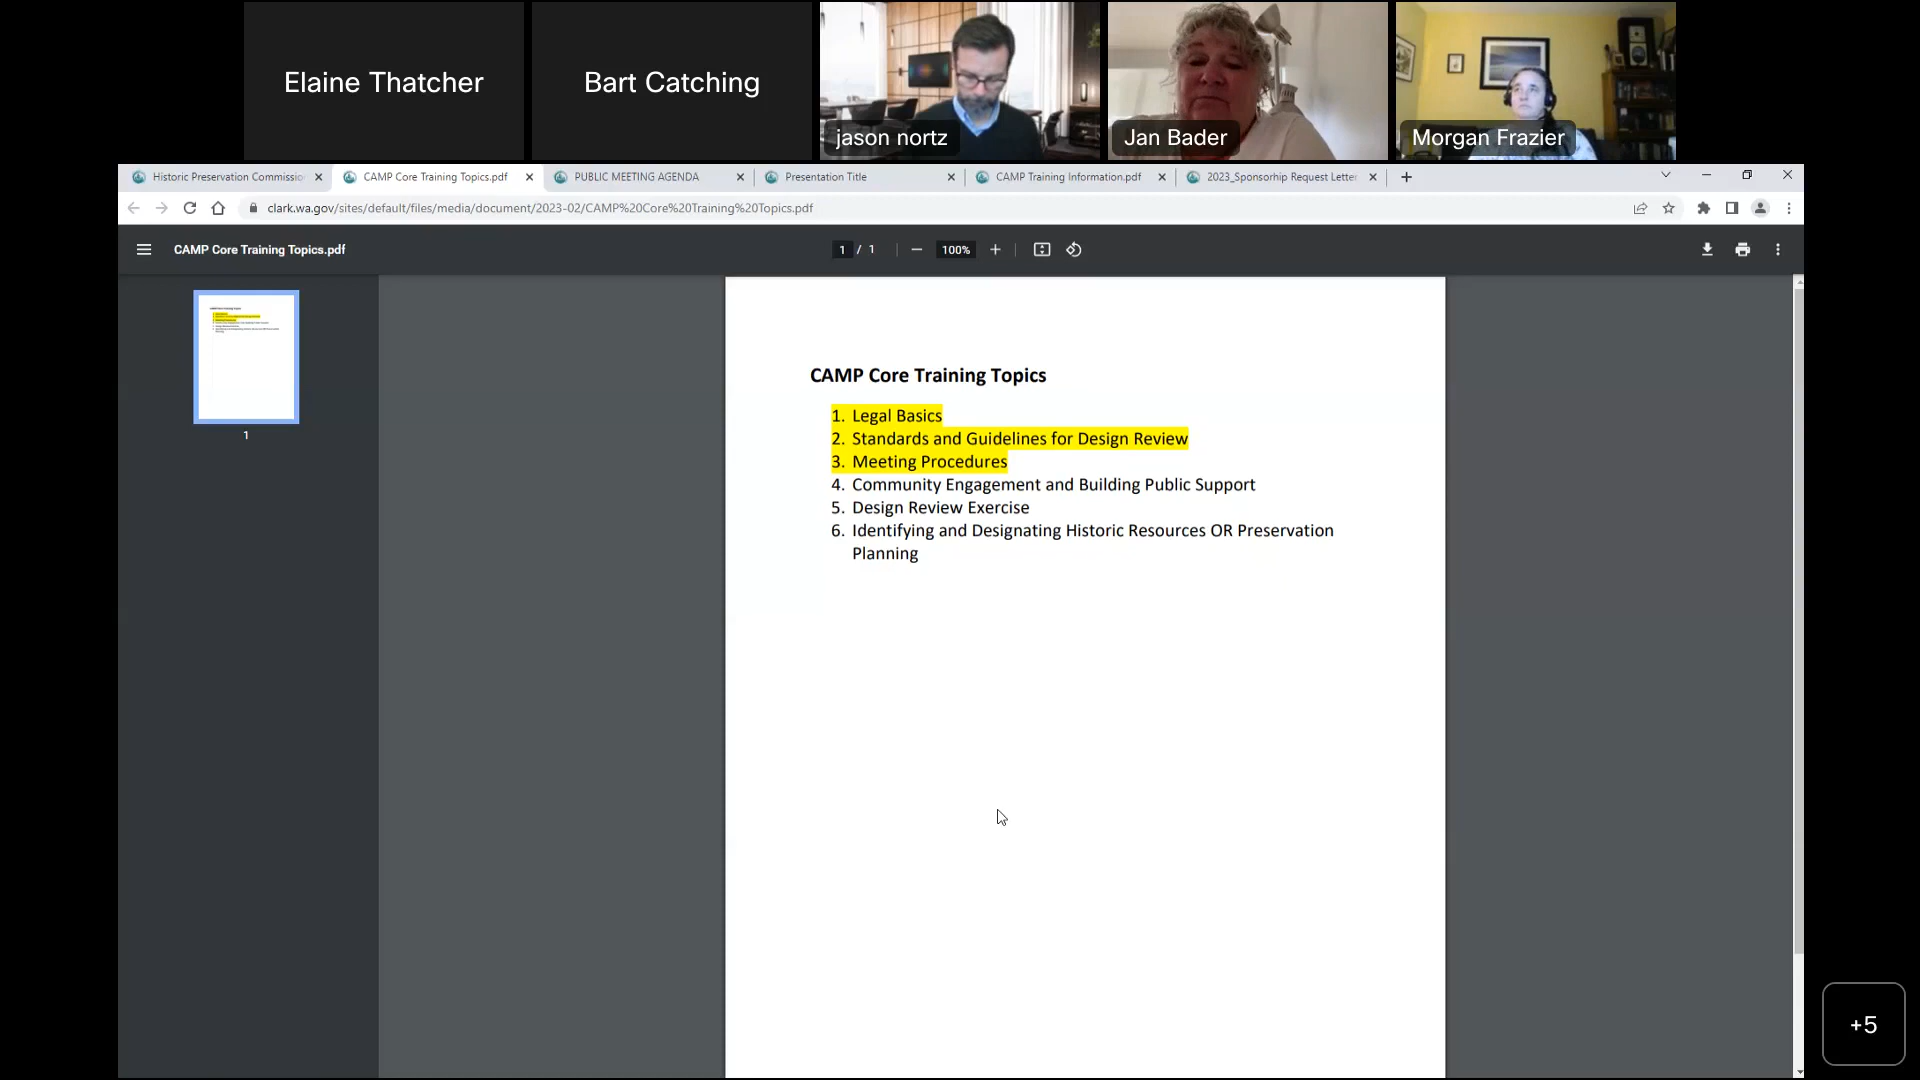 Elaine Thatcher
Bart Catching
jason nortz
Jan Bader
Morgan Frazier
Historic Preservation Commissio
CAMP Core Training Topics.pdf
PUBLIC MEETING AGENDA
Presentation Title
CAMP Training Information.pdf
2023_Sponsorhip Request Letter
clark.wa.gov/sites/default/files/media/document/2023-02/CAMP%20Core%20Training%20Topics.pdf
CAMP Core Training Topics.pdf
1 / 1
100%
1
CAMP Core Training Topics
1. Legal Basics
2. Standards and Guidelines for Design Review
3. Meeting Procedures
4. Community Engagement and Building Public Support
5. Design Review Exercise
6. Identifying and Designating Historic Resources OR Preservation
Planning
+5